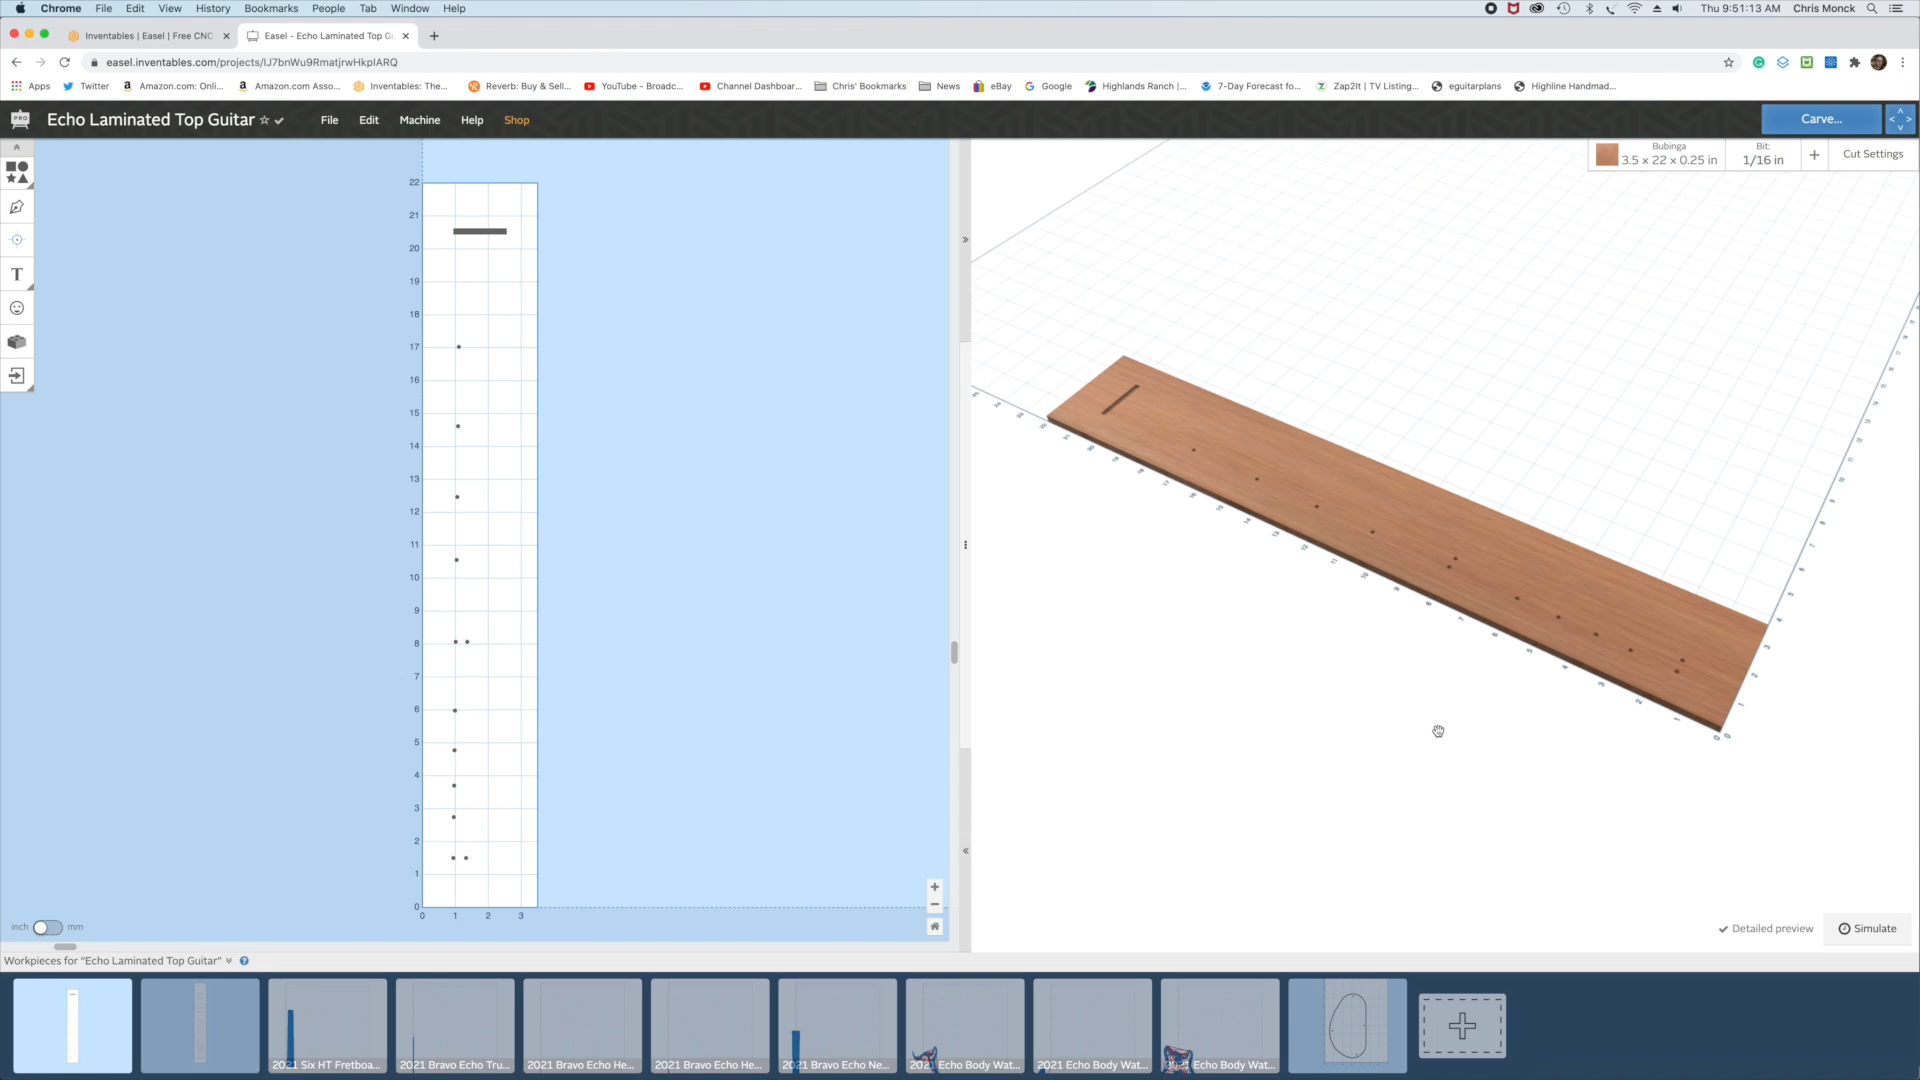 Chrome File Edit View History Bookmarks People Tab Window Help Thu 9:51:13 AM Chris Monck
Inventables | Easel | Free CNC Easel - Echo Laminated Top G
easel.inventables.com/projects/
Apps Twitter Amazon.com: Onli... Amazon.com Asso... Inventables: The... Reverb: Buy & Sell... YouTube - Broadc... Channel Dashboar... Chris' Bookmarks News eBay Google Highlands Ranch |... 7-Day Forecast fo... Zap2It | TV Listing... eguitarplans Highline Handmad...
PRO Echo Laminated Top Guitar File Edit Machine Help Shop Carve...
Bubinga Bit:
3.5 x 22 x 0.25 in 1/16 in + Cut Settings
T
22
21
20
19
18
17
16
15
14
13
12
11
10
9
8
7
6
5
4
3
2
1
0
0 1 2 3
inch mm
Detailed preview Simulate
Workpieces for "Echo Laminated Top Guitar"
2021 Six HT Fretboa... 2021 Bravo Echo Tru... 2021 Bravo Echo He... 2021 Bravo Echo He... 2021 Bravo Echo Ne... 2021 Echo Body Wat... 2021 Echo Body Wat... 2021 Echo Body Wat...